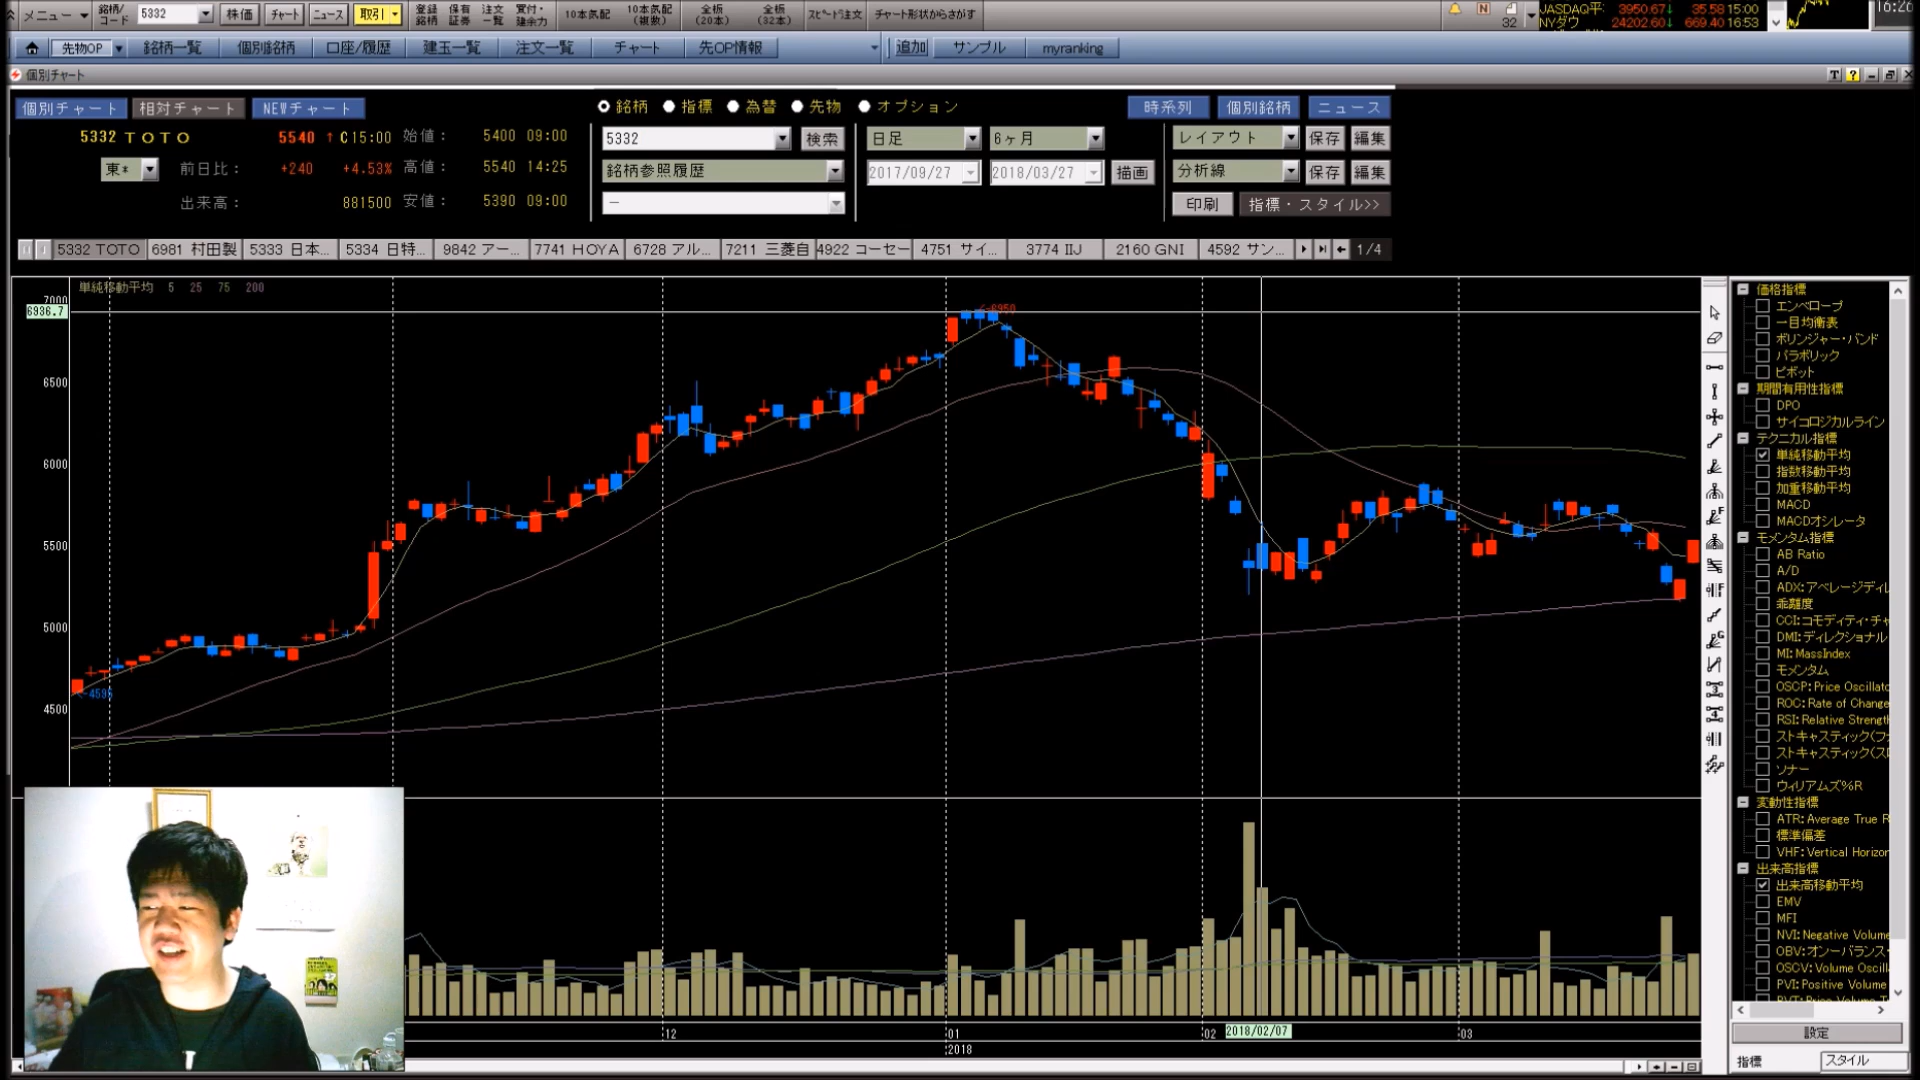 メニュー
銘柄/コード
5332
株価
チャート
ニュース
取引
登録銘柄
保有証券
注文一覧
買付・建余力
10本気配
10本気配(複数)
全板(20本)
全板(32本)
スピード注文
チャート形状からさがす
32
JASDAQ平: 3950.67↓ 35.58 15:00
NYダウ 24202.60↓ 669.40 16:53
16:26
先物OP
銘柄一覧
個別銘柄
口座/履歴
建玉一覧
注文一覧
チャート
先OP情報
追加
サンプル
myranking
個別チャート
個別チャート
相対チャート
NEWチャート
銘柄 指標 為替 先物 オプション
時系列
個別銘柄
ニュース
5332 TOTO
5540 ↑ C15:00
始値: 5400 09:00
5332
検索
日足
6ヶ月
レイアウト
保存
編集
東*
前日比: +240 +4.53%
高値: 5540 14:25
銘柄参照履歴
2017/09/27
2018/03/27
描画
分析線
保存
編集
出来高: 881500
安値: 5390 09:00
印刷
指標・スタイル>>
5332 TOTO
6981 村田製
5333 日本...
5334 日特...
9842 アー...
7741 HOYA
6728 アル...
7211 三菱自
4922 コーセー
4751 サイ...
3774 IIJ
2160 GNI
4592 サン...
1/4
単純移動平均 5 25 75 200
7000
6936.7
6500
6000
5500
5000
4500
12
01
2018
02
2018/02/07
03
価格指標
エンベロープ
一目均衡表
ボリンジャー・バンド
パラボリック
ピボット
期間有用性指標
DPO
サイコロジカルライン
テクニカル指標
単純移動平均
指数移動平均
加重移動平均
MACD
MACDオシレータ
モメンタム指標
AB Ratio
A/D
ADX:アベレージディレ
乖離度
CCI:コモディティ・チャ
DMI:ディレクショナル
MI:MassIndex
モメンタム
OSCP:Price Oscillato
ROC:Rate of Change
RSI:Relative Strength
ストキャスティック(フ
ストキャスティック(ス
ソナー
ウィリアムズ%R
変動性指標
ATR:Average True R
標準偏差
VHF:Vertical Horizon
出来高指標
出来高移動平均
EMV
MFI
NVI:Negative Volume
OBV:オーバランス・
OSCV:Volume Oscill
PVI:Positive Volume
設定
指標
スタイル